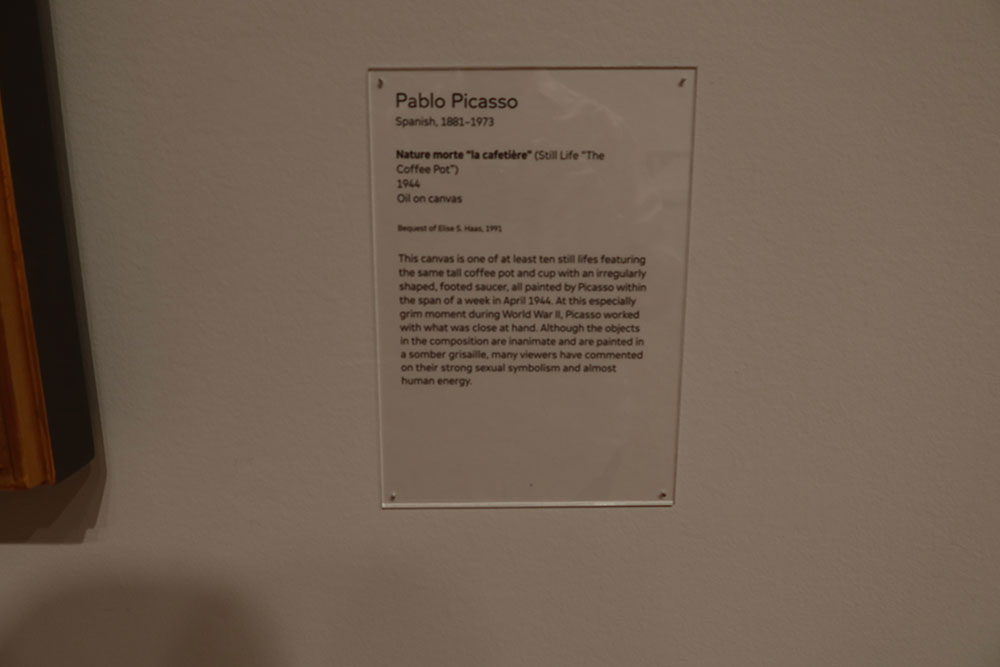 Pablo Picasso
Spanish, 1881–1973
Nature morte “la cafetière” (Still Life “The
Coffee Pot”)
1944
Oil on canvas
Bequest of Elise S. Haas, 1991
This canvas is one of at least ten still lifes featuring
the same tall coffee pot and cup with an irregularly
shaped, footed saucer, all painted by Picasso within
the span of a week in April 1944. At this especially
grim moment during World War II, Picasso worked
with what was close at hand. Although the objects
in the composition are inanimate and are painted in
a somber grisaille, many viewers have commented
on their strong sexual symbolism and almost
human energy.